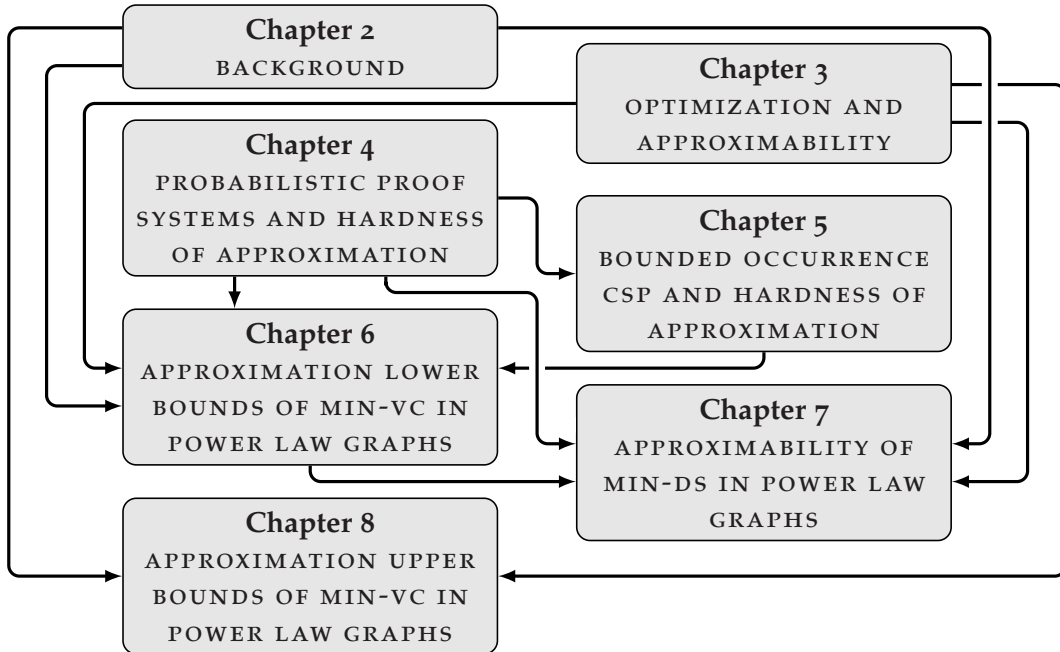 Chapter 2
BACKGROUND
Chapter 3
OPTIMIZATION AND
APPROXIMABILITY
Chapter 4
PROBABILISTIC PROOF
SYSTEMS AND HARDNESS
OF APPROXIMATION
Chapter 5
BOUNDED OCCURRENCE
CSP AND HARDNESS OF
APPROXIMATION
Chapter 6
APPROXIMATION LOWER
BOUNDS OF MIN-VC IN
POWER LAW GRAPHS
Chapter 7
APPROXIMABILITY OF
MIN-DS IN POWER LAW
GRAPHS
Chapter 8
APPROXIMATION UPPER
BOUNDS OF MIN-VC IN
POWER LAW GRAPHS